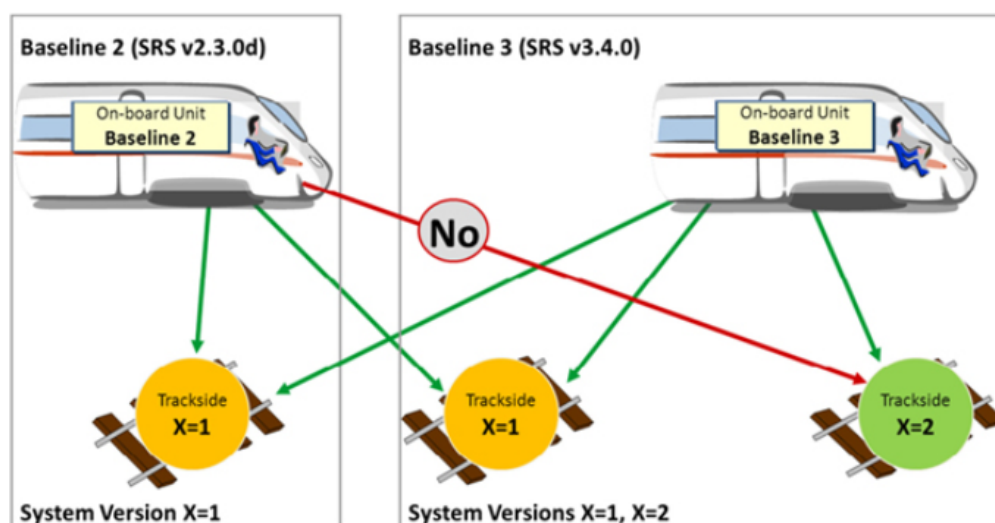 Baseline 2 (SRS v2.3.0d)
Baseline 3 (SRS v3.4.0)
On-board Unit
Baseline 2
On-board Unit
Baseline 3
No
Trackside
X=1
Trackside
X=1
Trackside
X=2
System Version X=1
System Versions X=1, X=2